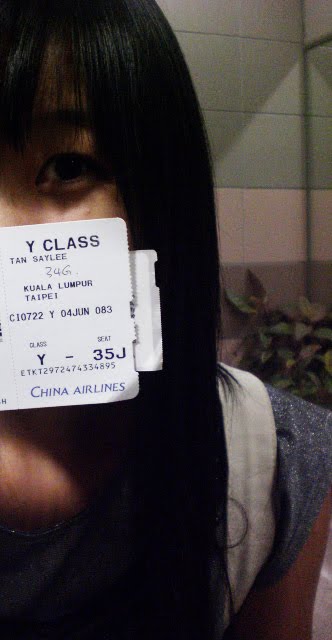 Y CLASS
TAN SAYLEE
34G.
KUALA LUMPUR
TAIPEI
CI0722 Y 04JUN 083
CLASS SEAT
Y - 35J
ETKT2972474334895
CHINA AIRLINES